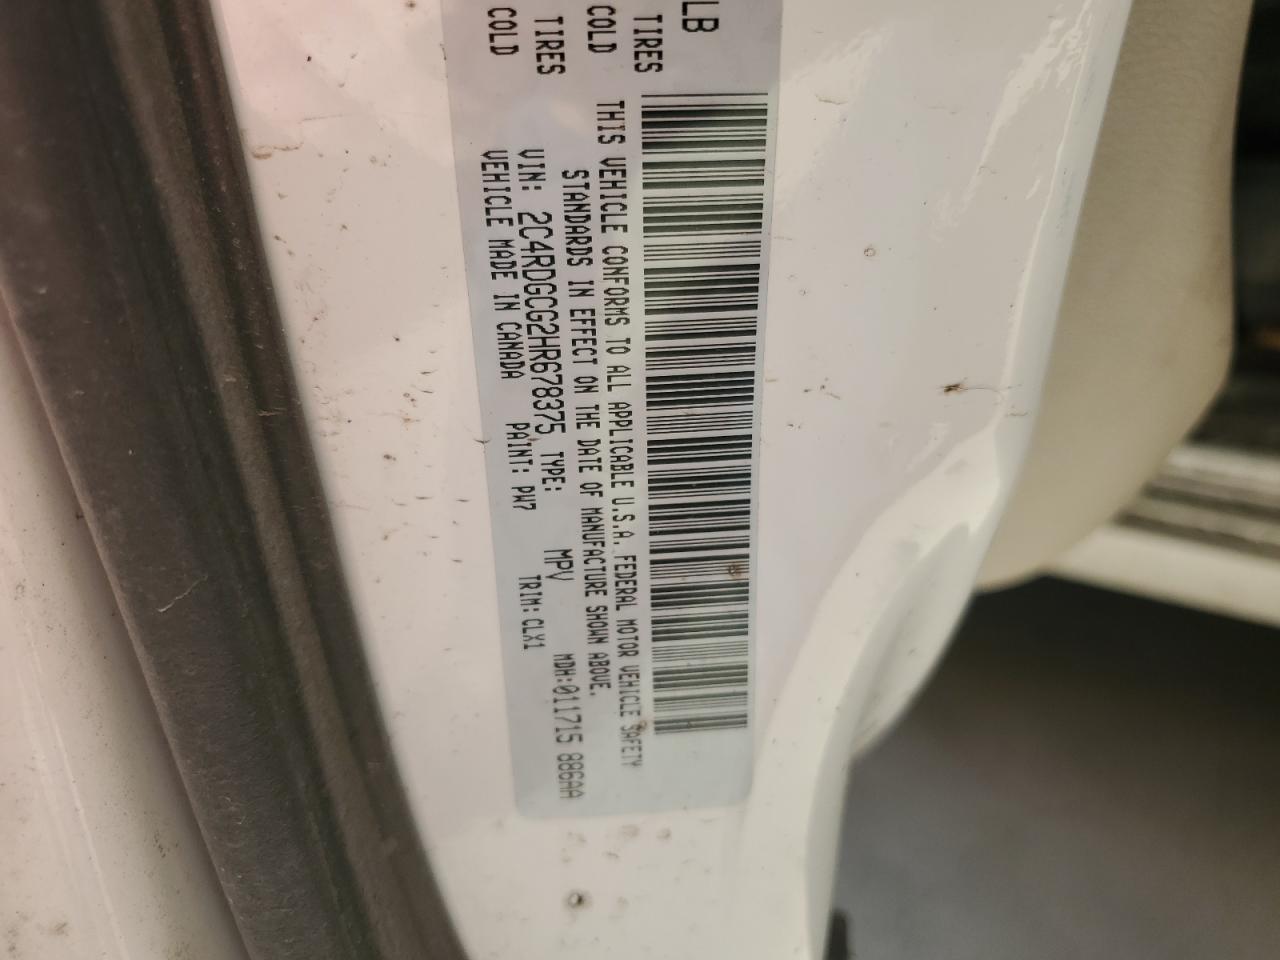 LB
TIRES
COLD
TIRES
COLD
THIS VEHICLE CONFORMS TO ALL APPLICABLE U.S.A. FEDERAL MOTOR VEHICLE SAFETY
STANDARDS IN EFFECT ON THE DATE OF MANUFACTURE SHOWN ABOVE.
VIN: 2C4RDGCG2HR678375 TYPE: MPV MDH:011715 886AA
VEHICLE MADE IN CANADA PAINT: PW7 TRIM: CLX1